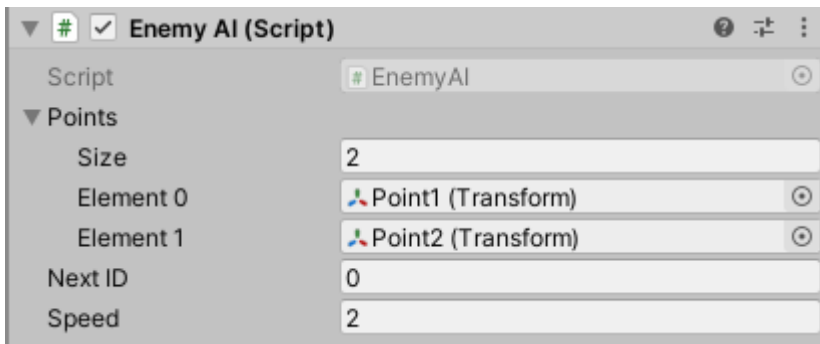 # Enemy AI (Script)
Script # EnemyAI
Points
Size 2
Element 0 Point1 (Transform)
Element 1 Point2 (Transform)
Next ID 0
Speed 2